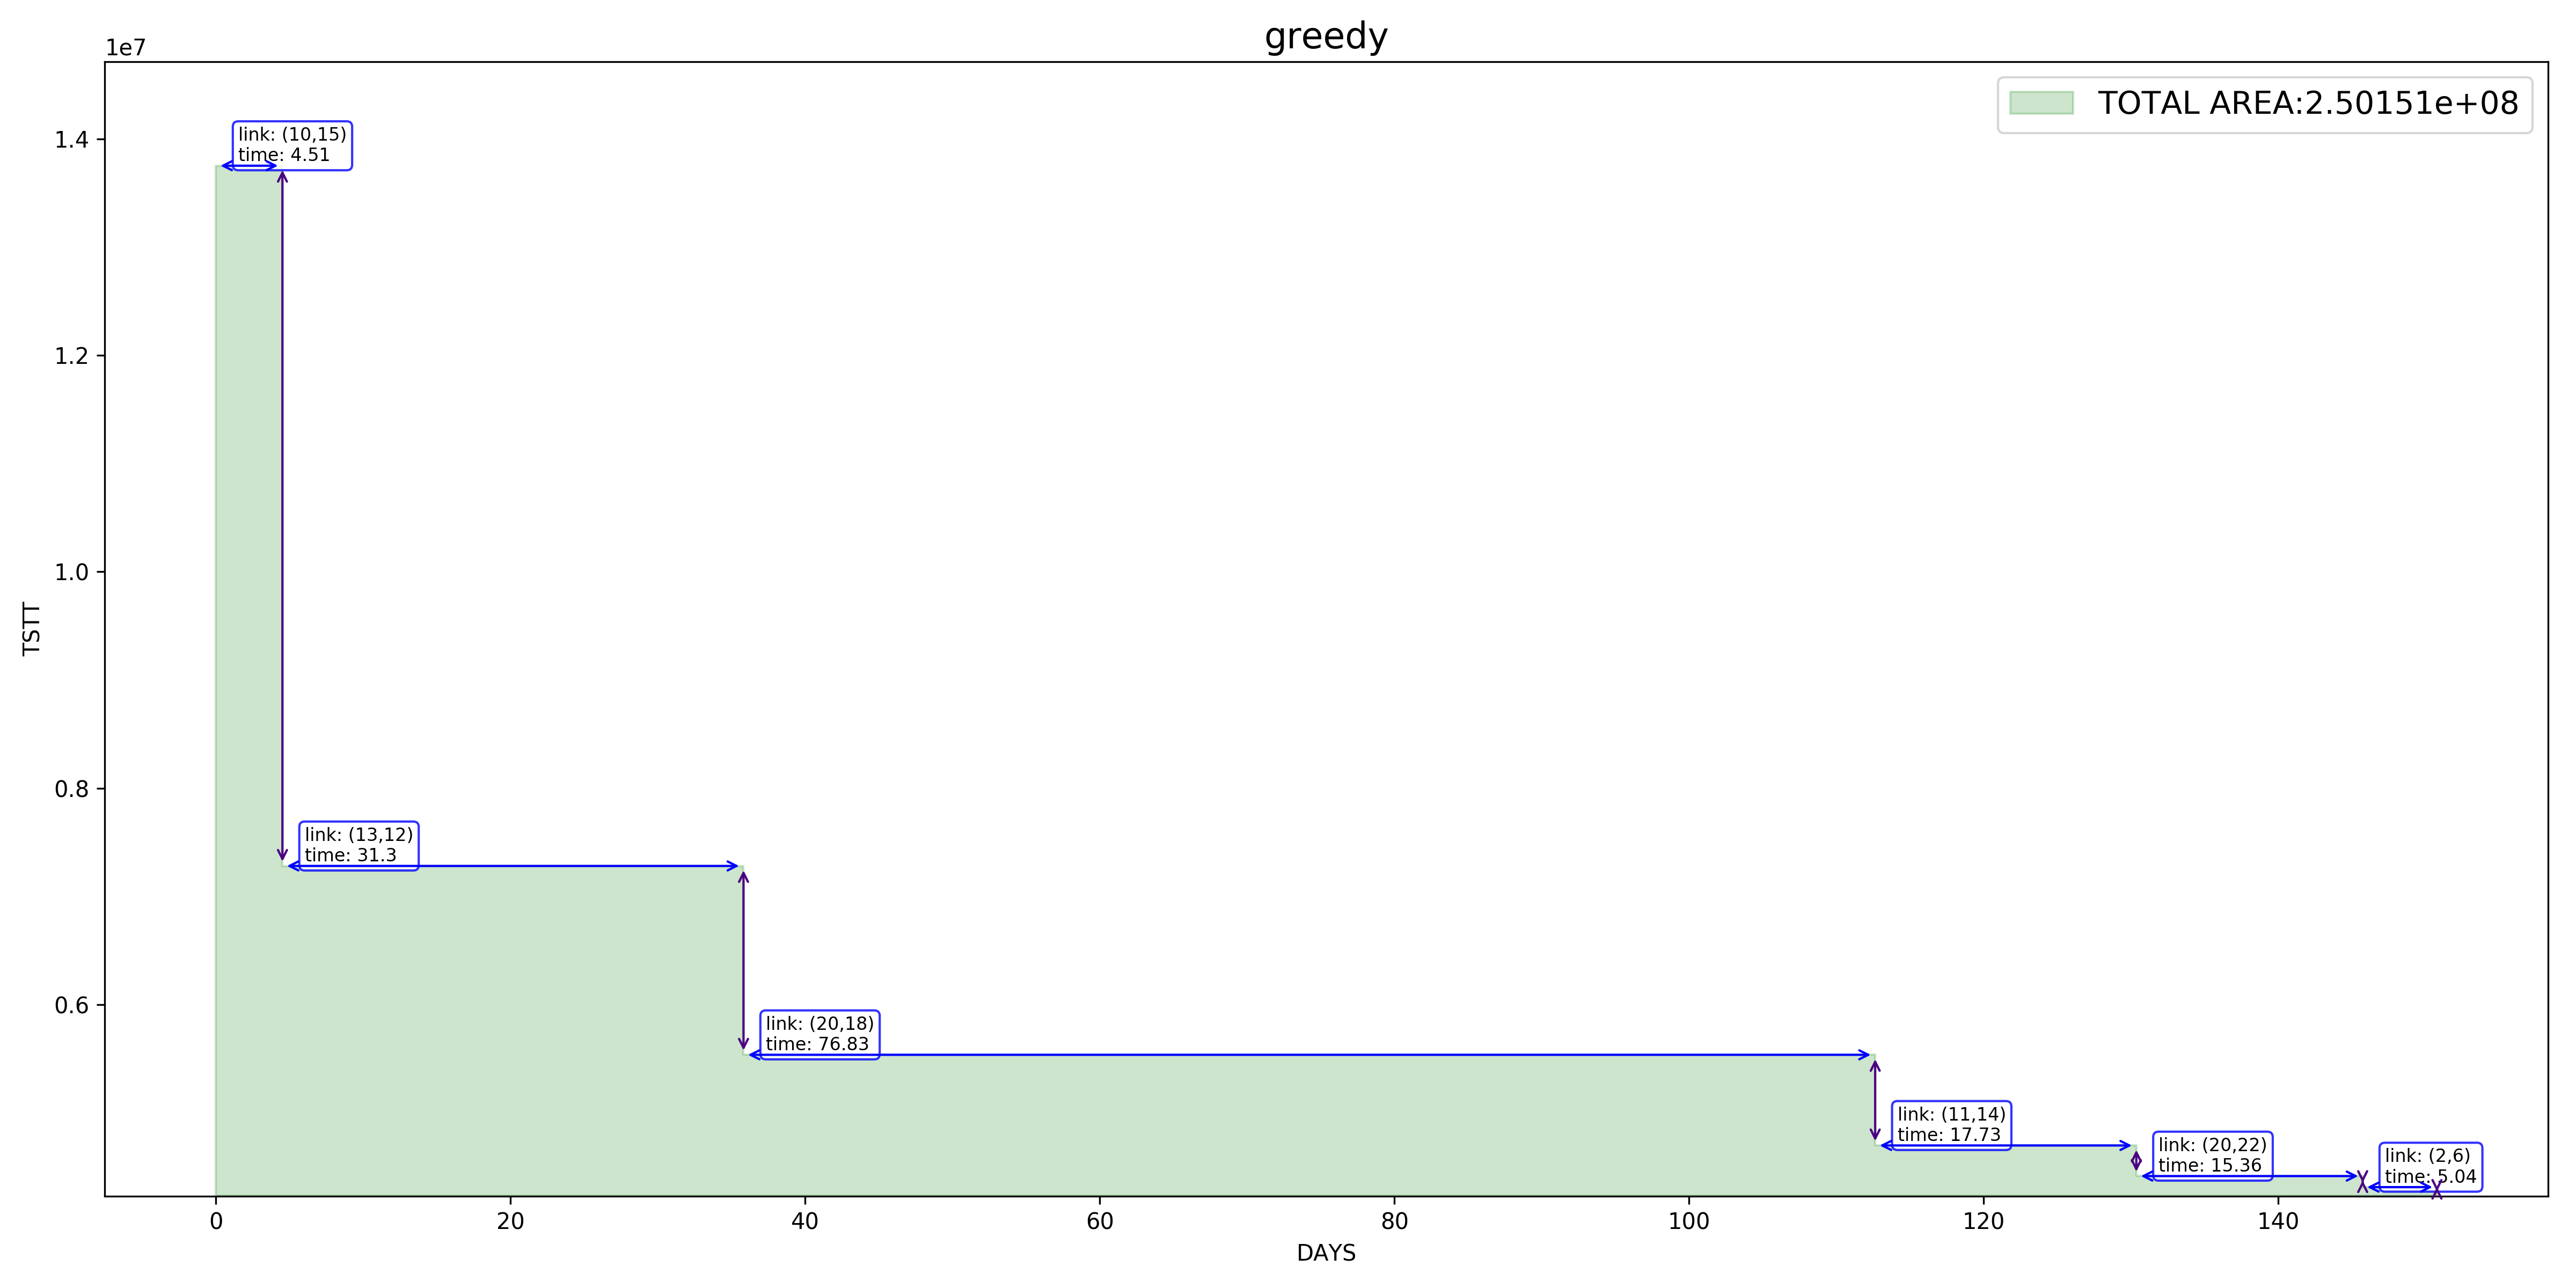 greedy
1e7
TOTAL AREA:2.50151e+08
1.4
1.2
1.0
0.8
0.6
TSTT
link: (10,15)
time: 4.51
link: (13,12)
time: 31.3
link: (20,18)
time: 76.83
link: (11,14)
time: 17.73
link: (20,22)
time: 15.36
link: (2,6)
time: 5.04
0 20 40 60 80 100 120 140
DAYS